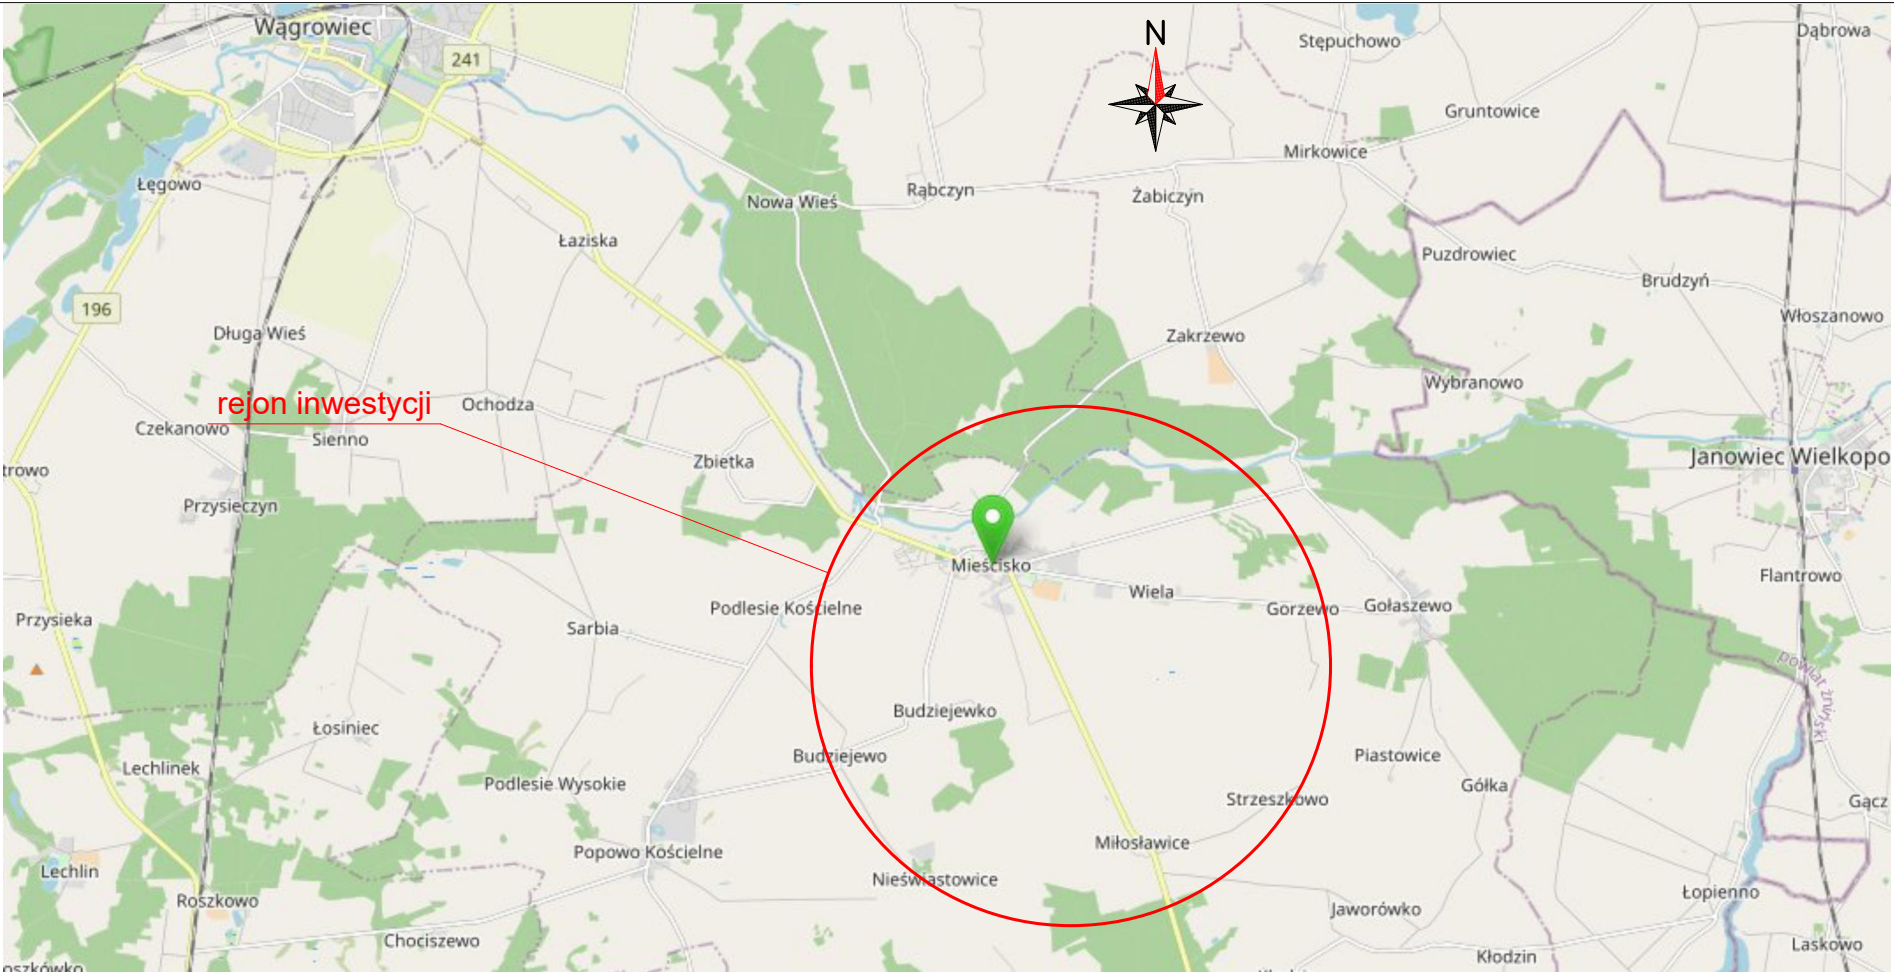 Wągrowiec
N
Dąbrowa
Stępuchowo
241
Gruntowice
Mirkowice
Łęgowo
Rąbczyn
Żabiczyn
Nowa Wieś
Łaziska
Puzdrowiec
Brudzyń
196
Włoszanowo
Długa Wieś
Zakrzewo
Wybranowo
rejon inwestycji
Ochodza
Czekanowo
Sienno
Janowiec Wielkopo
Zbietka
trowo
Przysieczyn
Mieścisko
Flantrowo
Wiela
Podlesie Kościelne
Gorzewo
Gołaszewo
Przysieka
Sarbia
powiat żniński
Budziejewko
Łosiniec
Budziejewo
Piastowice
Lechlinek
Podlesie Wysokie
Gółka
Strzeszkowo
Gącz
Miłosławice
Popowo Kościelne
Lechlin
Nieświastowice
Łopienno
Roszkowo
Jaworówko
Chociszewo
Laskowo
Kłodzin
oszkówko